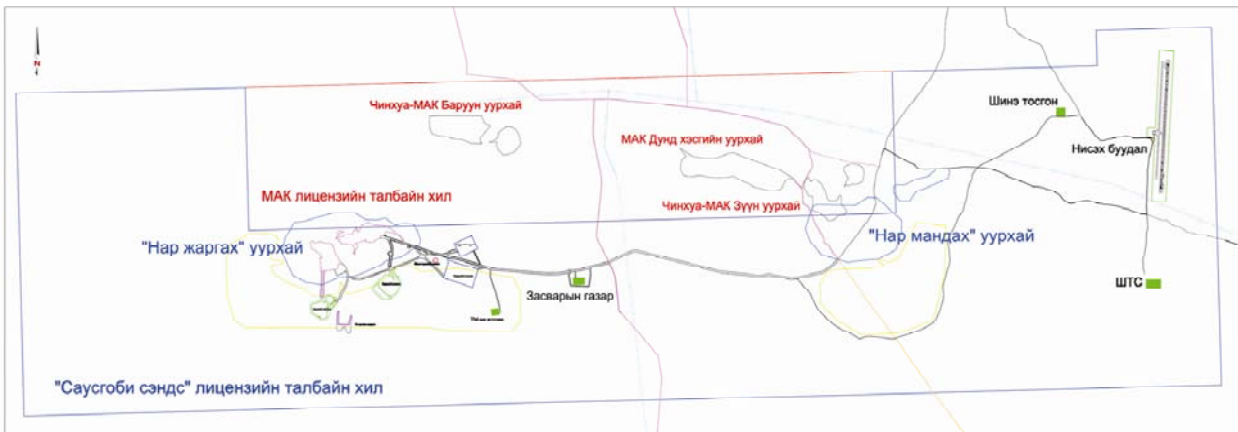 N
Чинхуа-МАК Баруун уурхай
Шинэ тосгон
МАК Дунд хэсгийн уурхай
Нисэх буудал
МАК лицензийн талбайн хил
Чинхуа-МАК Зүүн уурхай
"Нар жаргах" уурхай
"Нар мандах" уурхай
Засварын газар
ШТС
"Саусгоби сэндс" лицензийн талбайн хил